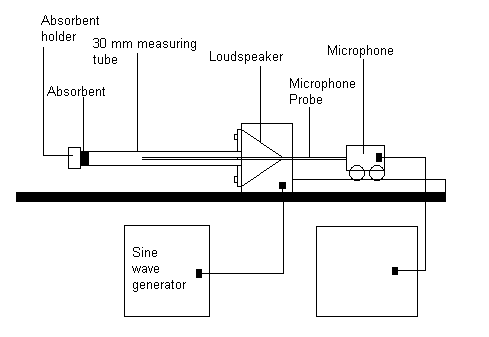 Absorbent
holder
30 mm measuring
tube
Loudspeaker
Microphone
Absorbent
Microphone
Probe
Sine
wave
generator